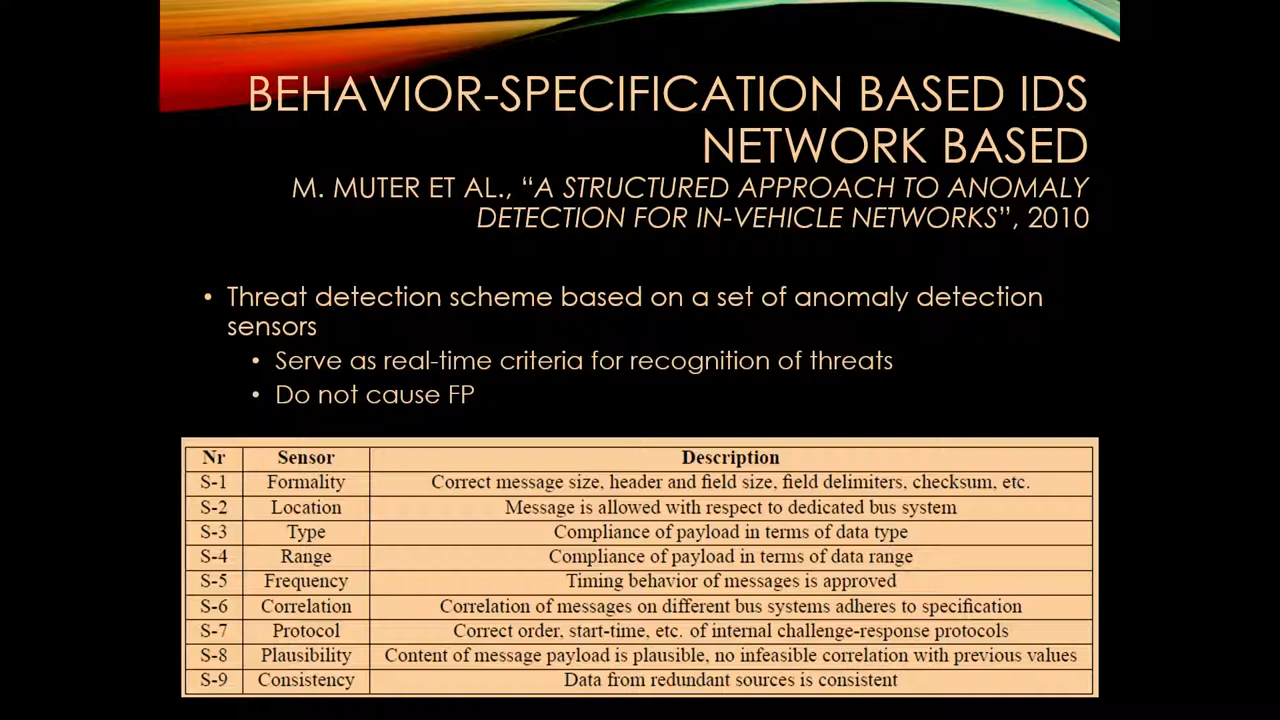 BEHAVIOR-SPECIFICATION BASED IDS
NETWORK BASED
M. MUTER ET AL., “A STRUCTURED APPROACH TO ANOMALY
DETECTION FOR IN-VEHICLE NETWORKS”, 2010
• Threat detection scheme based on a set of anomaly detection
sensors
• Serve as real-time criteria for recognition of threats
• Do not cause FP
Nr Sensor Description
S-1 Formality Correct message size, header and field size, field delimiters, checksum, etc.
S-2 Location Message is allowed with respect to dedicated bus system
S-3 Type Compliance of payload in terms of data type
S-4 Range Compliance of payload in terms of data range
S-5 Frequency Timing behavior of messages is approved
S-6 Correlation Correlation of messages on different bus systems adheres to specification
S-7 Protocol Correct order, start-time, etc. of internal challenge-response protocols
S-8 Plausibility Content of message payload is plausible, no infeasible correlation with previous values
S-9 Consistency Data from redundant sources is consistent